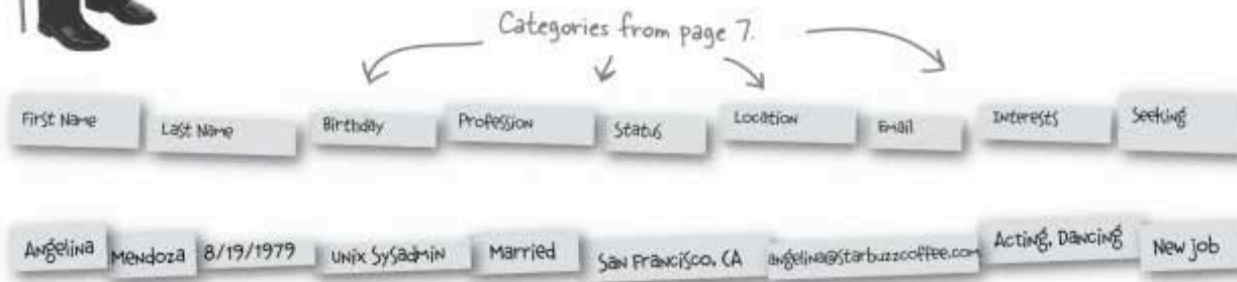 Categories from page 7.
First Name Last Name Birthday Profession Status Location Email Interests Seeking
Angelina Mendoza 8/19/1979 Unix Sysadmin Married San Francisco, CA angelina@starbuzzcoffee.com Acting, Dancing New job